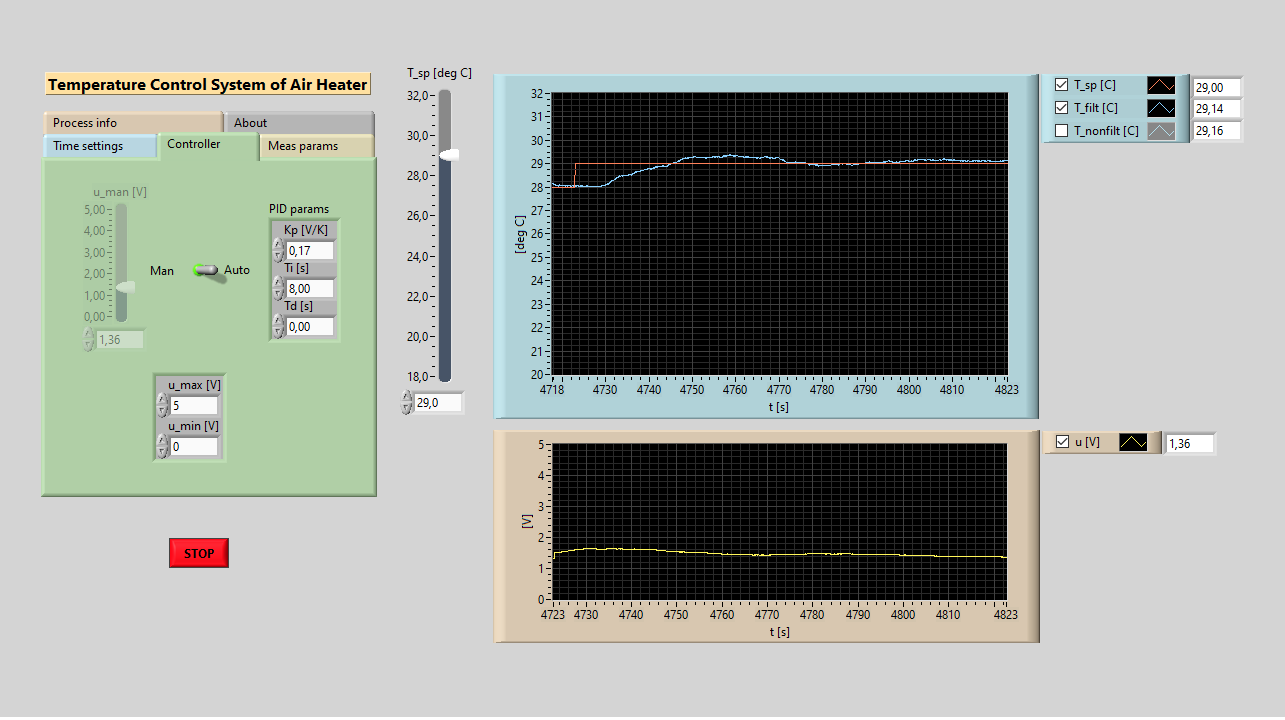 Temperature Control System of Air Heater
Process info
About
Time settings
Controller
Meas params
u_man [V]
5,00
4,00
3,00
2,00
1,00
0,00
1,36
Man
Auto
PID params
Kp [V/K]
0,17
Ti [s]
8,00
Td [s]
0,00
u_max [V]
5
u_min [V]
0
STOP
T_sp [deg C]
32,0
30,0
28,0
26,0
24,0
22,0
20,0
18,0
29,0
[deg C]
32
31
30
29
28
27
26
25
24
23
22
21
20
4718 4730 4740 4750 4760 4770 4780 4790 4800 4810 4823
t [s]
T_sp [C] 29,00
T_filt [C] 29,14
T_nonfilt [C] 29,16
[V]
5
4
3
2
1
0
4723 4730 4740 4750 4760 4770 4780 4790 4800 4810 4823
t [s]
u [V] 1,36